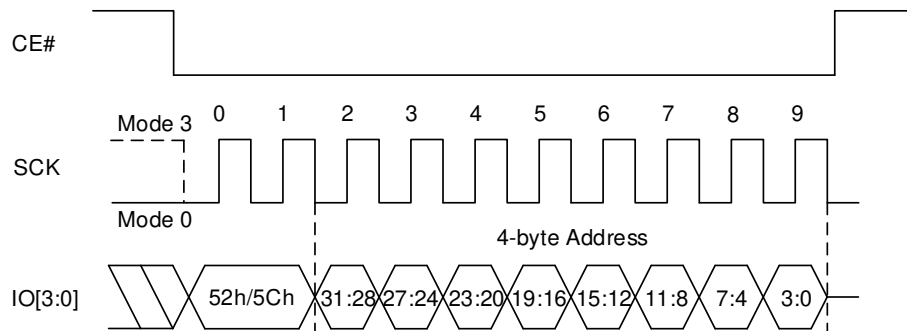 CE#
0 1 2 3 4 5 6 7 8 9
Mode 3
SCK
Mode 0
4-byte Address
IO[3:0] 52h/5Ch 31:28 27:24 23:20 19:16 15:12 11:8 7:4 3:0